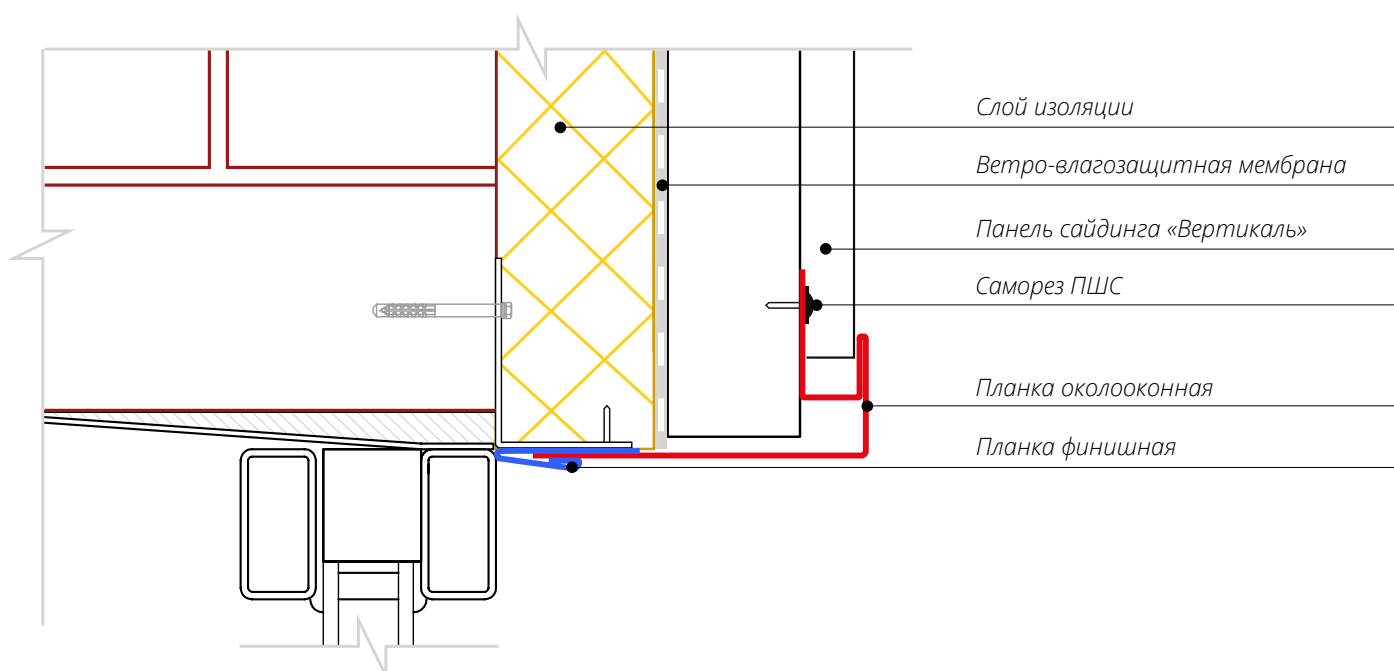 Слой изоляции
Ветро-влагозащитная мембрана
Панель сайдинга «Вертикаль»
Саморез ПШС
Планка околооконная
Планка финишная